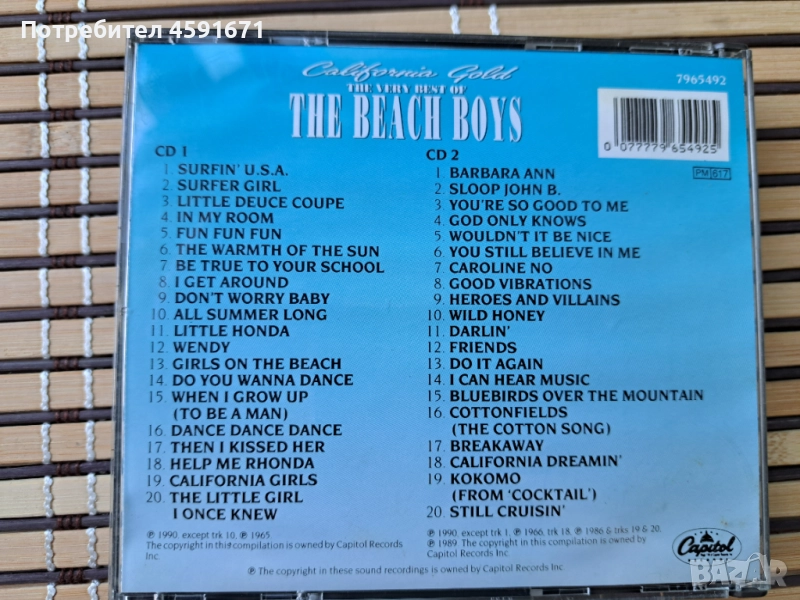 Потребител 4591671
California Gold
THE VERY BEST OF
THE BEACH BOYS
7965492
0 077779 654925
PM 617
CD 1
1. SURFIN' U.S.A.
2. SURFER GIRL
3. LITTLE DEUCE COUPE
4. IN MY ROOM
5. FUN FUN FUN
6. THE WARMTH OF THE SUN
7. BE TRUE TO YOUR SCHOOL
8. I GET AROUND
9. DON'T WORRY BABY
10. ALL SUMMER LONG
11. LITTLE HONDA
12. WENDY
13. GIRLS ON THE BEACH
14. DO YOU WANNA DANCE
15. WHEN I GROW UP
(TO BE A MAN)
16. DANCE DANCE DANCE
17. THEN I KISSED HER
18. HELP ME RHONDA
19. CALIFORNIA GIRLS
20. THE LITTLE GIRL
I ONCE KNEW
℗ 1990. except trk 10, ℗ 1965
The copyright in this compilation is owned by Capitol Records
Inc.
CD 2
1. BARBARA ANN
2. SLOOP JOHN B.
3. YOU'RE SO GOOD TO ME
4. GOD ONLY KNOWS
5. WOULDN'T IT BE NICE
6. YOU STILL BELIEVE IN ME
7. CAROLINE NO
8. GOOD VIBRATIONS
9. HEROES AND VILLAINS
10. WILD HONEY
11. DARLIN'
12. FRIENDS
13. DO IT AGAIN
14. I CAN HEAR MUSIC
15. BLUEBIRDS OVER THE MOUNTAIN
16. COTTONFIELDS
(THE COTTON SONG)
17. BREAKAWAY
18. CALIFORNIA DREAMIN'
19. KOKOMO
(FROM 'COCKTAIL')
20. STILL CRUISIN'
℗ 1990, except trk 1, ℗ 1966, trk 18, ℗ 1986 & trks 19 & 20,
℗ 1989. The copyright in this compilation is owned by Capitol
Records Inc.
℗ The copyright in these sound recordings is owned by Capitol Records Inc.
Capitol
BAZAR